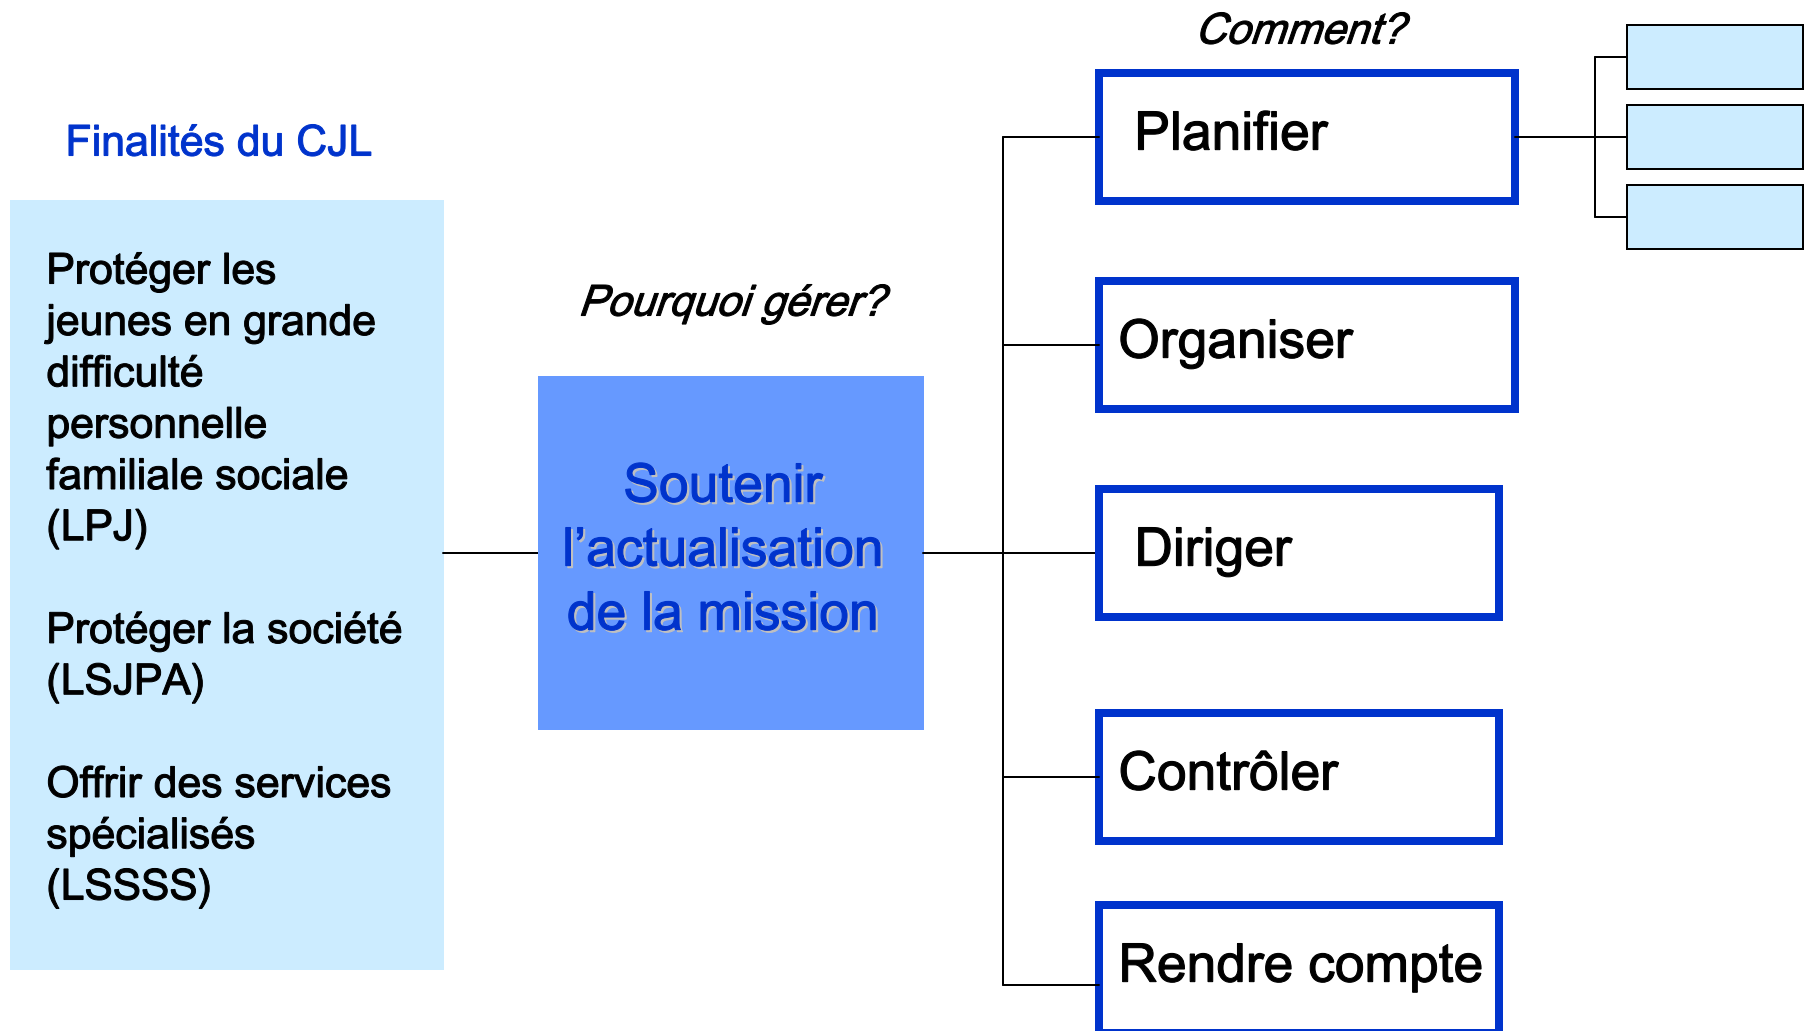 Finalités du CJL
Protéger les
jeunes en grande
difficulté
personnelle
familiale sociale
(LPJ)
Protéger la société
(LSJPA)
Offrir des services
spécialisés
(LSSSS)
Pourquoi gérer?
Soutenir
l’actualisation
de la mission
Comment?
Planifier
Organiser
Diriger
Contrôler
Rendre compte